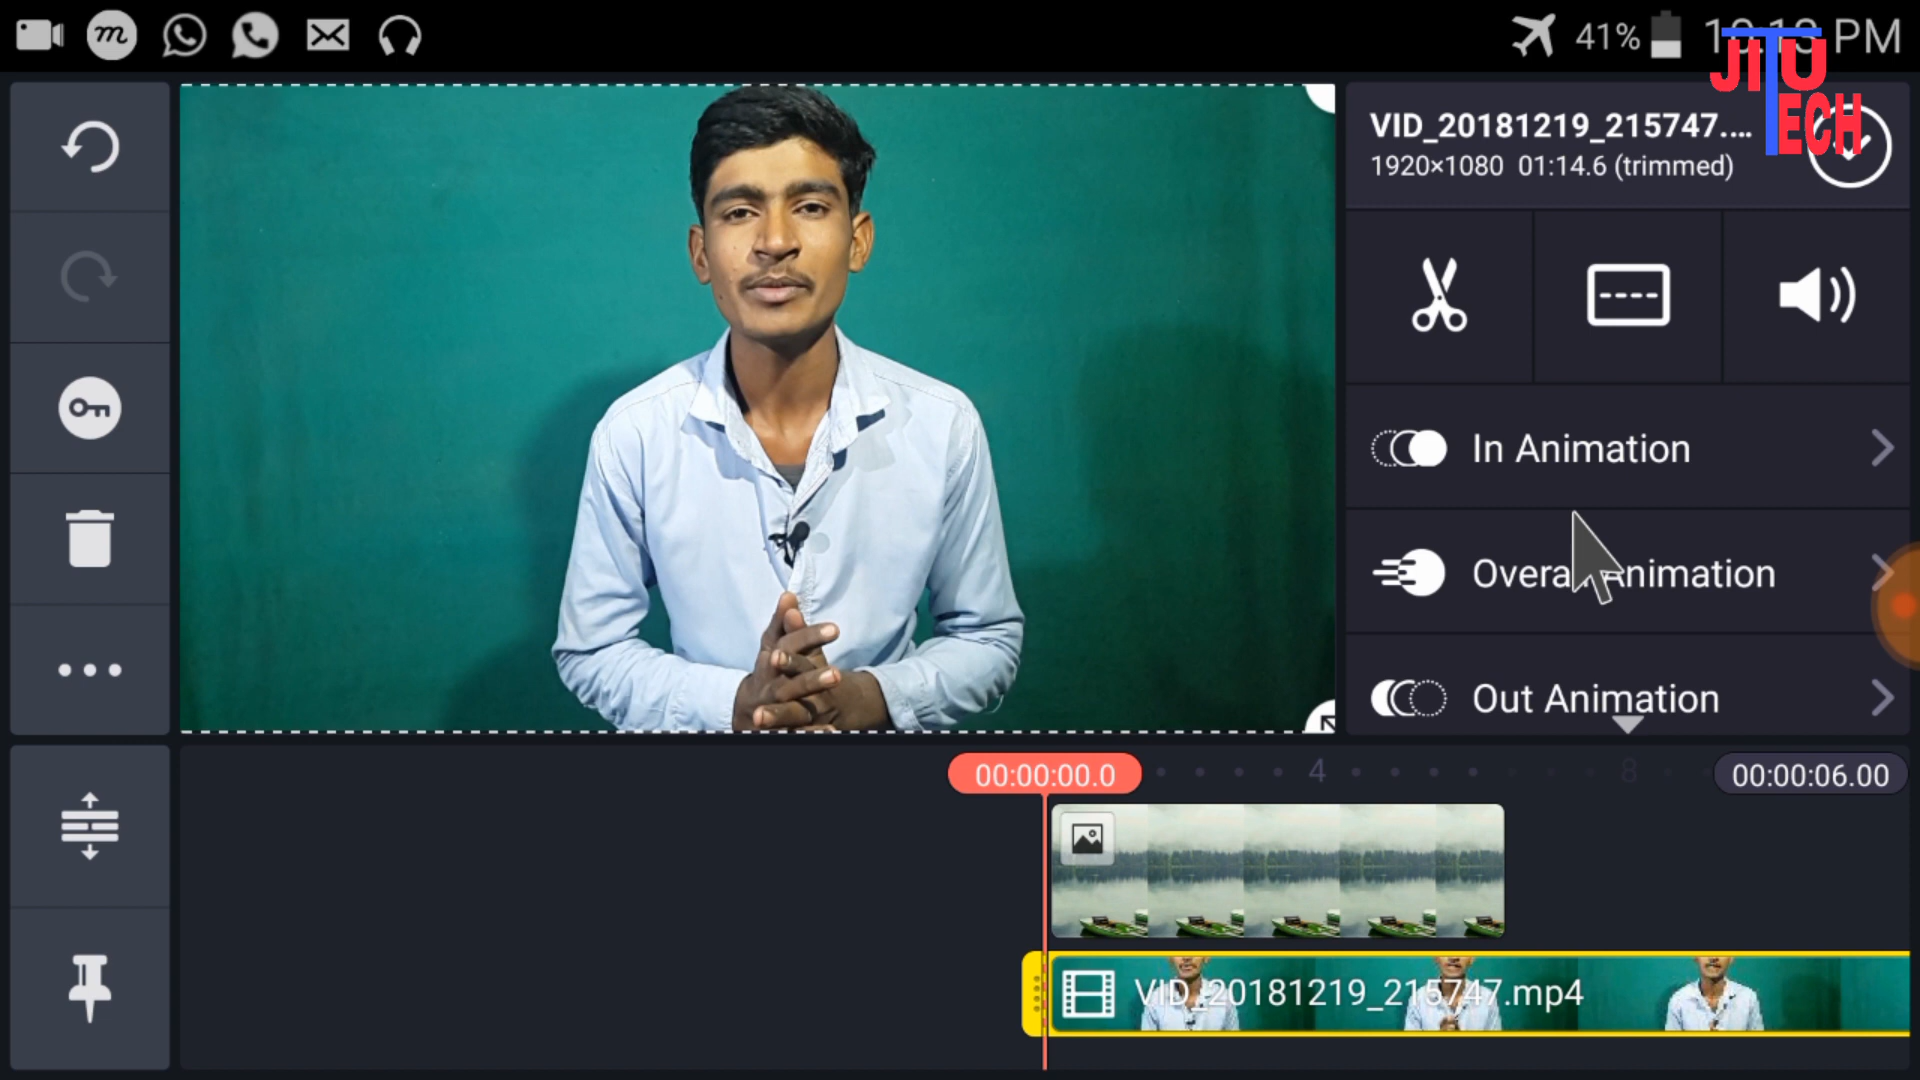 m
41%
PM
JITU
TECH
VID_20181219_215747....
1920×1080 01:14.6 (trimmed)
In Animation
Overall Animation
Out Animation
00:00:00.0
4
8
00:00:06.00
VID_20181219_215747.mp4